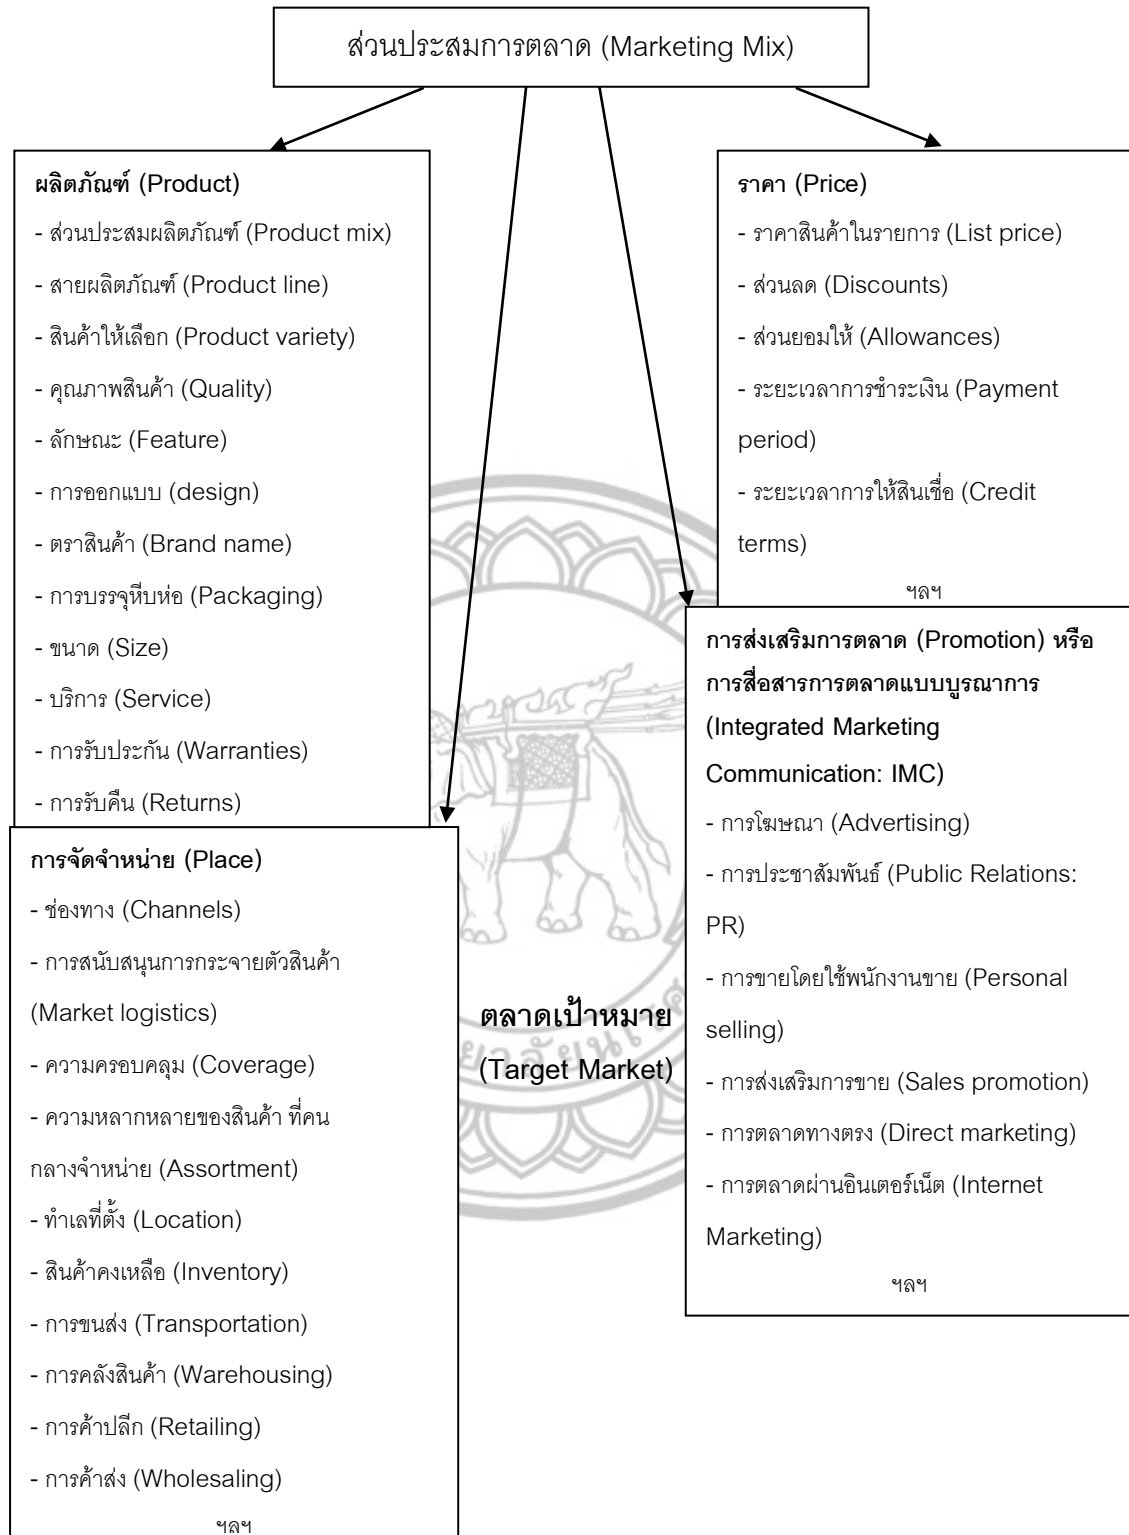 ส่วนประสมการตลาด (Marketing Mix)
ผลิตภัณฑ์ (Product)
- ส่วนประสมผลิตภัณฑ์ (Product mix)
- สายผลิตภัณฑ์ (Product line)
- สินค้าให้เลือก (Product variety)
- คุณภาพสินค้า (Quality)
- ลักษณะ (Feature)
- การออกแบบ (design)
- ตราสินค้า (Brand name)
- การบรรจุหีบห่อ (Packaging)
- ขนาด (Size)
- บริการ (Service)
- การรับประกัน (Warranties)
- การรับคืน (Returns)
ราคา (Price)
- ราคาสินค้าในรายการ (List price)
- ส่วนลด (Discounts)
- ส่วนยอมให้ (Allowances)
- ระยะเวลาการชำระเงิน (Payment
period)
- ระยะเวลาการให้สินเชื่อ (Credit
terms)
ฯลฯ
การจัดจำหน่าย (Place)
- ช่องทาง (Channels)
- การสนับสนุนการกระจายตัวสินค้า
(Market logistics)
- ความครอบคลุม (Coverage)
- ความหลากหลายของสินค้า ที่คน
กลางจำหน่าย (Assortment)
- ทำเลที่ตั้ง (Location)
- สินค้าคงเหลือ (Inventory)
- การขนส่ง (Transportation)
- การคลังสินค้า (Warehousing)
- การค้าปลีก (Retailing)
- การค้าส่ง (Wholesaling)
ฯลฯ
ตลาดเป้าหมาย
(Target Market)
การส่งเสริมการตลาด (Promotion) หรือ
การสื่อสารการตลาดแบบบูรณาการ
(Integrated Marketing
Communication: IMC)
- การโฆษณา (Advertising)
- การประชาสัมพันธ์ (Public Relations:
PR)
- การขายโดยใช้พนักงานขาย (Personal
selling)
- การส่งเสริมการขาย (Sales promotion)
- การตลาดทางตรง (Direct marketing)
- การตลาดผ่านอินเตอร์เน็ต (Internet
Marketing)
ฯลฯ